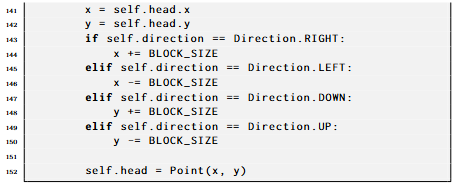 141 x = self.head.x
142 y = self.head.y
143 if self.direction == Direction.RIGHT:
144 x += BLOCK_SIZE
145 elif self.direction == Direction.LEFT:
146 x -= BLOCK_SIZE
147 elif self.direction == Direction.DOWN:
148 y += BLOCK_SIZE
149 elif self.direction == Direction.UP:
150 y -= BLOCK_SIZE
151
152 self.head = Point(x, y)